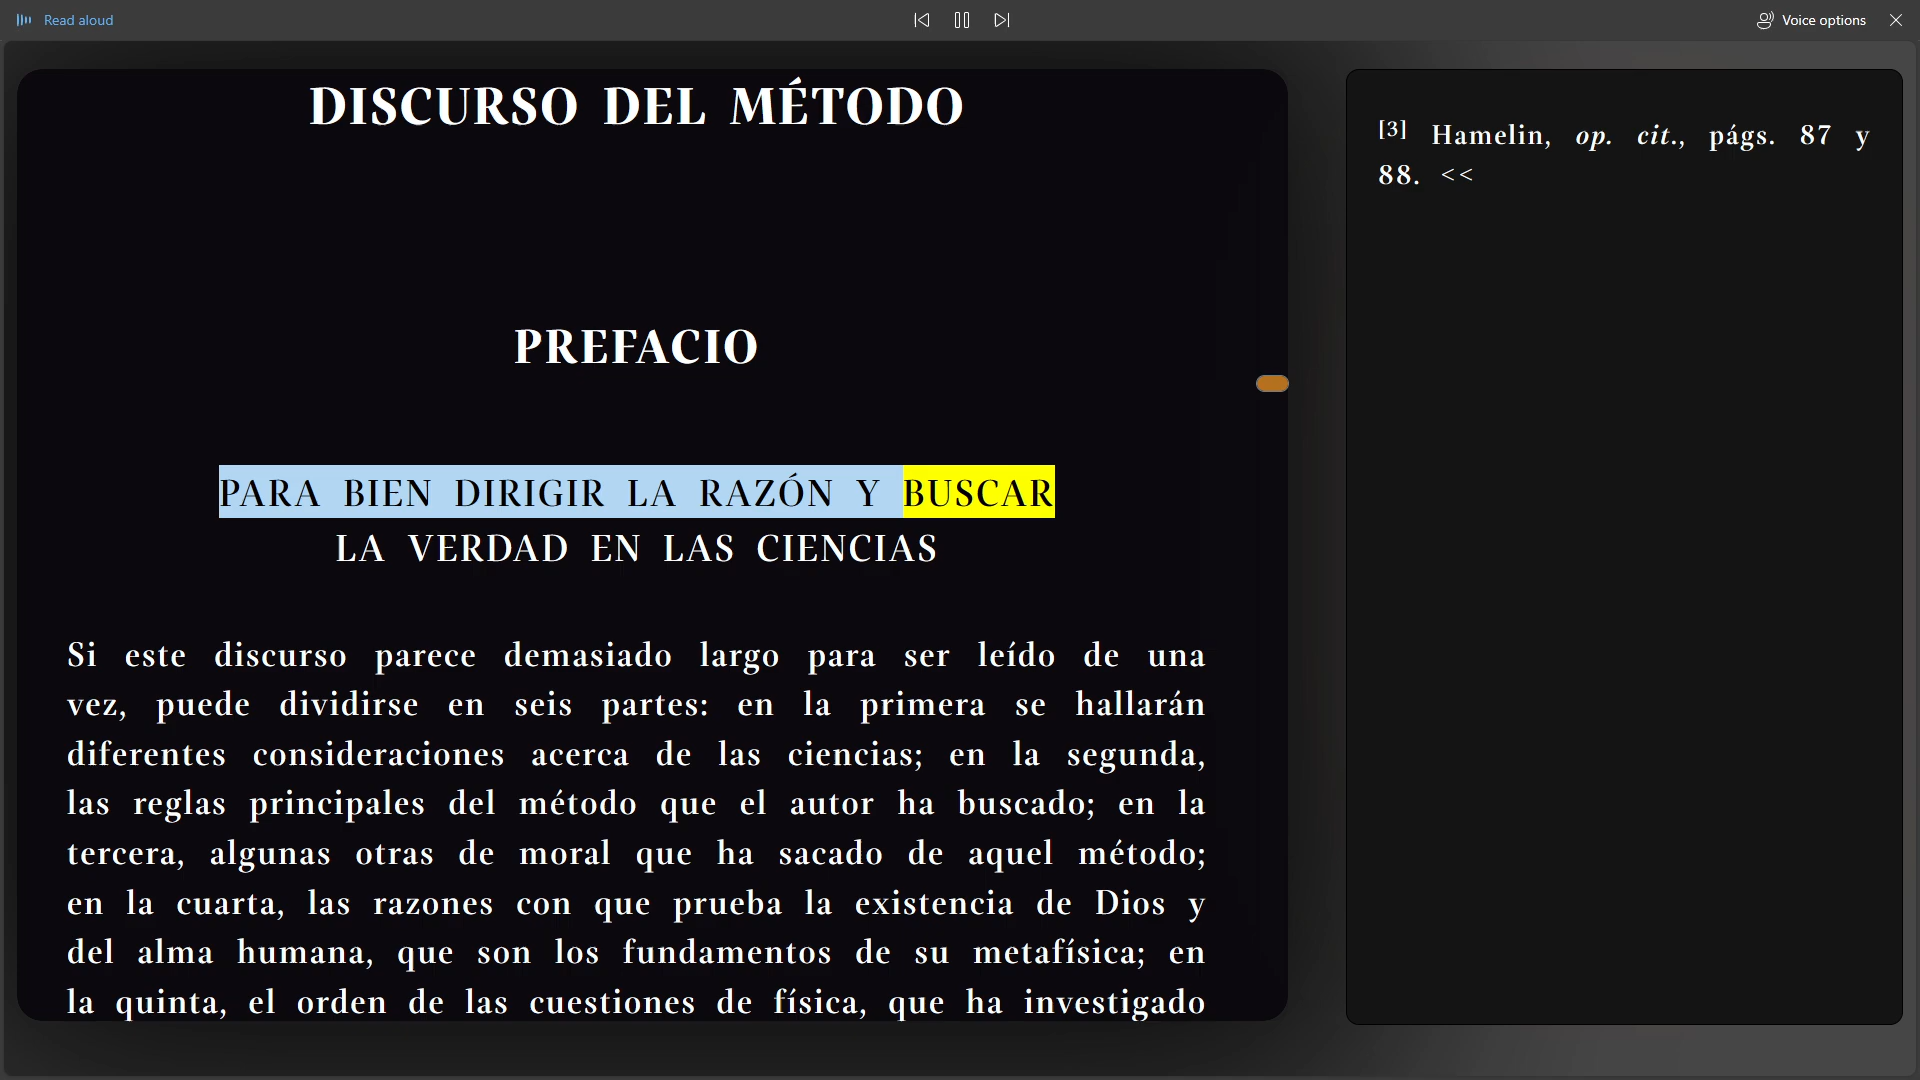 Read aloud
Voice options
DISCURSO DEL MÉTODO
PREFACIO
PARA BIEN DIRIGIR LA RAZÓN Y BUSCAR
LA VERDAD EN LAS CIENCIAS
Si este discurso parece demasiado largo para ser leído de una
vez, puede dividirse en seis partes: en la primera se hallarán
diferentes consideraciones acerca de las ciencias; en la segunda,
las reglas principales del método que el autor ha buscado; en la
tercera, algunas otras de moral que ha sacado de aquel método;
en la cuarta, las razones con que prueba la existencia de Dios y
del alma humana, que son los fundamentos de su metafísica; en
la quinta, el orden de las cuestiones de física, que ha investigado
[3] Hamelin, op. cit., págs. 87 y
88. <<